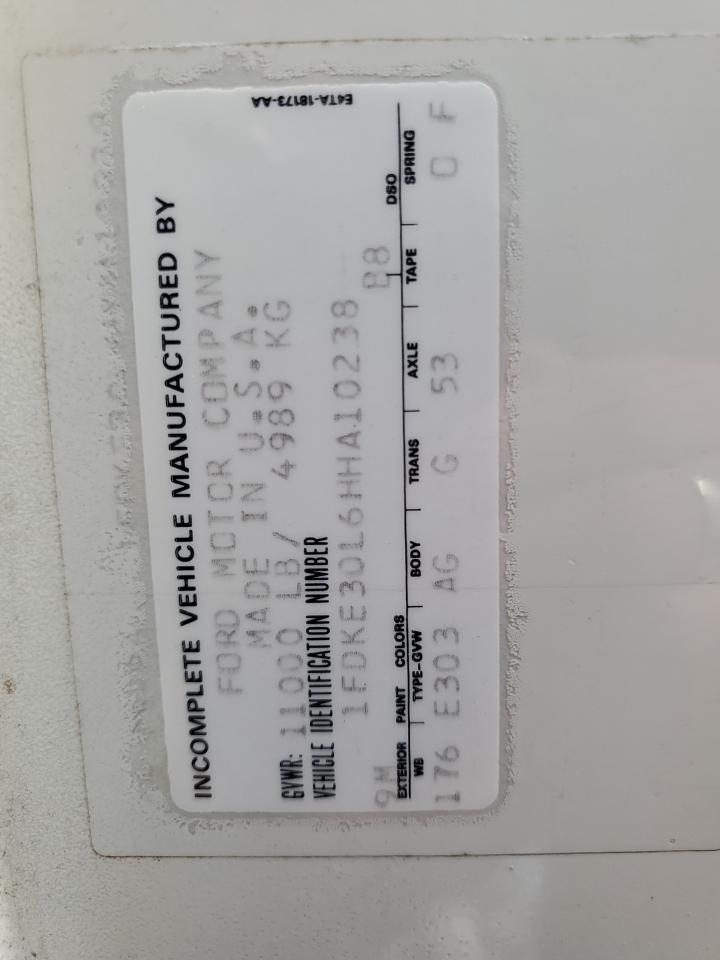 E4TA-18173-AA
INCOMPLETE VEHICLE MANUFACTURED BY
FORD MOTOR COMPANY
MADE IN U.S.A.
GVWR: 11000 LB/ 4989 KG
VEHICLE IDENTIFICATION NUMBER
1FDKE30L6HHA10238
9M B8
EXTERIOR PAINT COLORS DSO
WB TYPE-GVW BODY TRANS AXLE TAPE SPRING
176 E303 AG G 53 O F